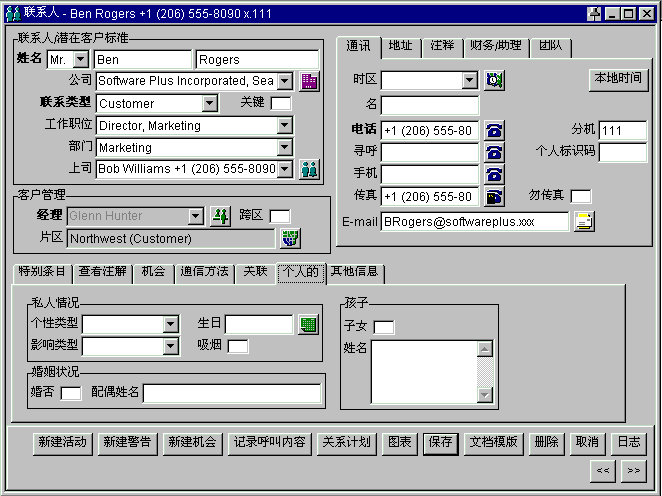 联系人 - Ben Rogers +1 (206) 555-8090 x.111
联系人/潜在客户标准
姓名 Mr. Ben Rogers
公司 Software Plus Incorporated, Sea
联系类型 Customer 关键
工作职位 Director, Marketing
部门 Marketing
上司 Bob Williams +1 (206) 555-8090
客户管理
经理 Glenn Hunter 跨区
片区 Northwest (Customer)
通讯 地址 注释 财务/助理 团队
时区 本地时间
名
电话 +1 (206) 555-80 分机 111
寻呼 个人标识码
手机
传真 +1 (206) 555-80 勿传真
E-mail BRogers@softwareplus.xxx
特别条目 查看注解 机会 通信方法 关联 个人的 其他信息
私人情况
个性类型 生日
影响类型 吸烟
婚姻状况
婚否 配偶姓名
孩子
子女
姓名
新建活动 新建警告 新建机会 记录呼叫内容 关系计划 图表 保存 文档模版 删除 取消 日志
<< >>